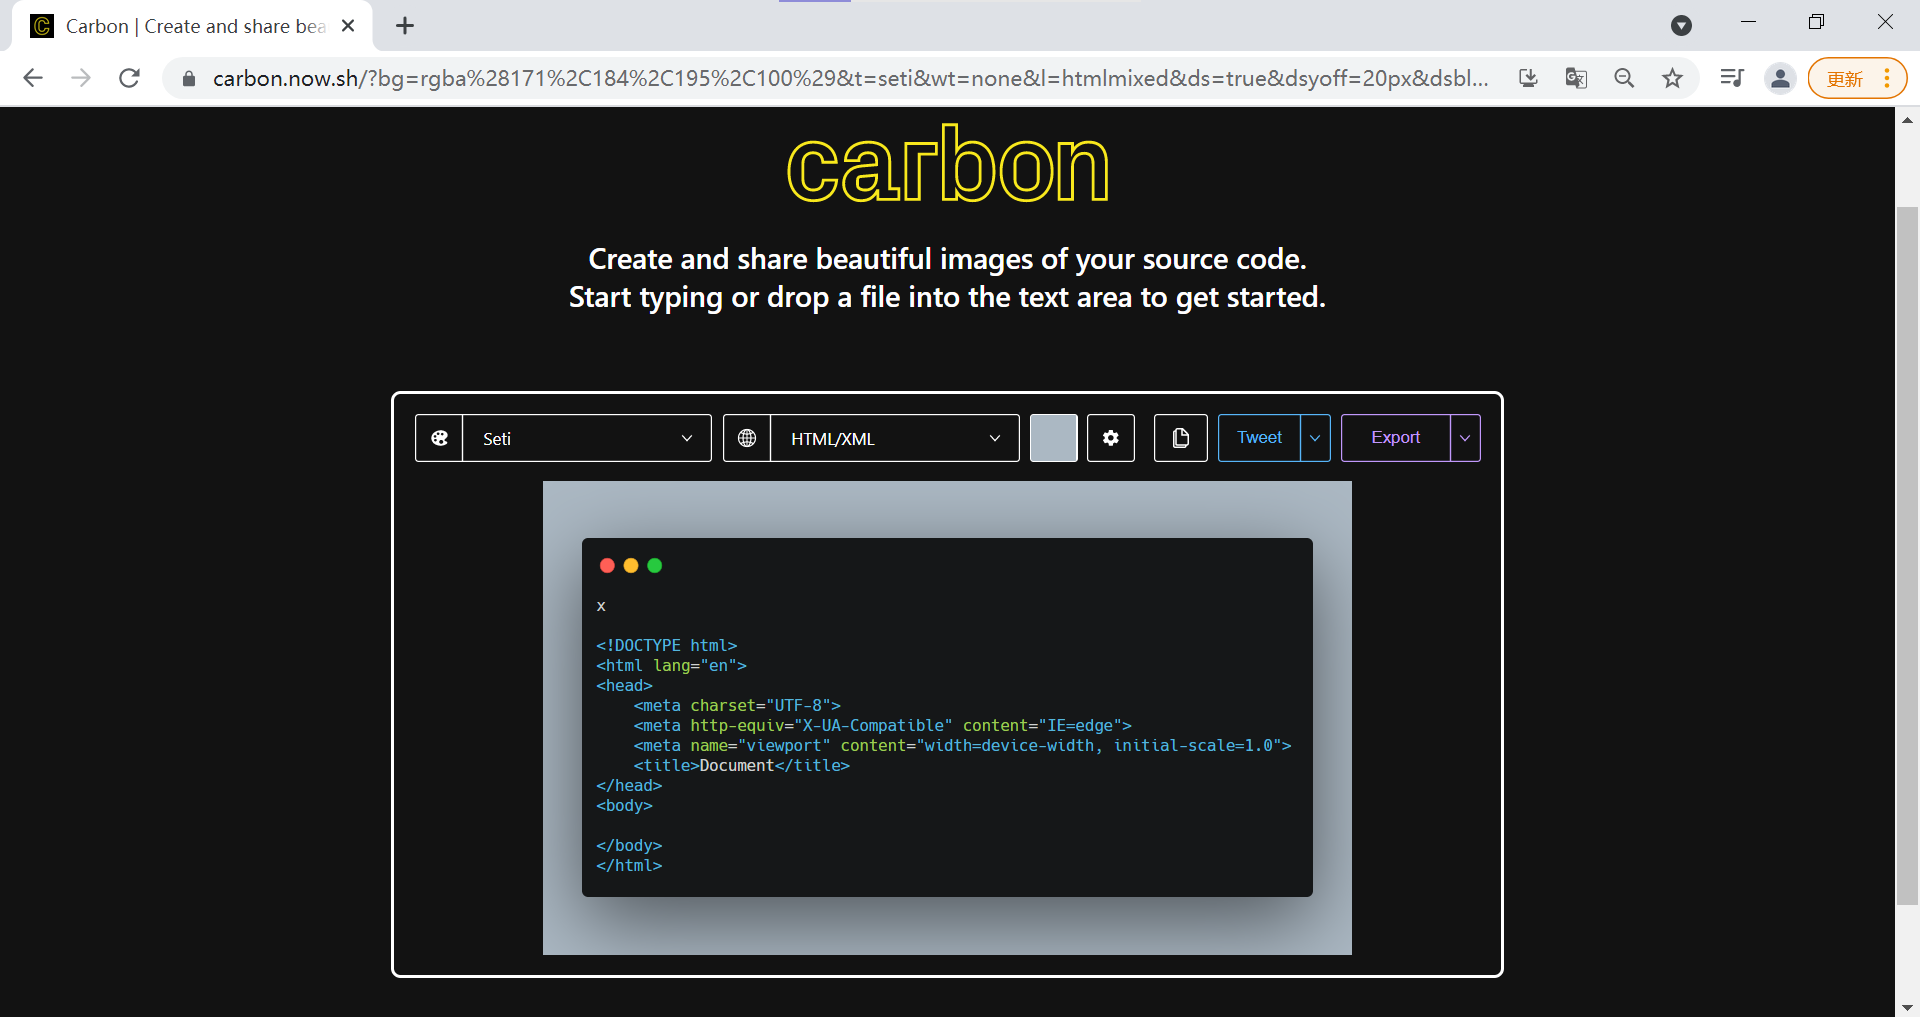 Carbon | Create and share bea
carbon.now.sh/?bg=rgba%28171%2C184%2C195%2C100%29&t=seti&wt=none&l=htmlmixed&ds=true&dsyoff=20px&dsbl...
更新
carbon
Create and share beautiful images of your source code.
Start typing or drop a file into the text area to get started.
Seti
HTML/XML
Tweet
Export
x
<!DOCTYPE html>
<html lang="en">
<head>
    <meta charset="UTF-8">
    <meta http-equiv="X-UA-Compatible" content="IE=edge">
    <meta name="viewport" content="width=device-width, initial-scale=1.0">
    <title>Document</title>
</head>
<body>
</body>
</html>